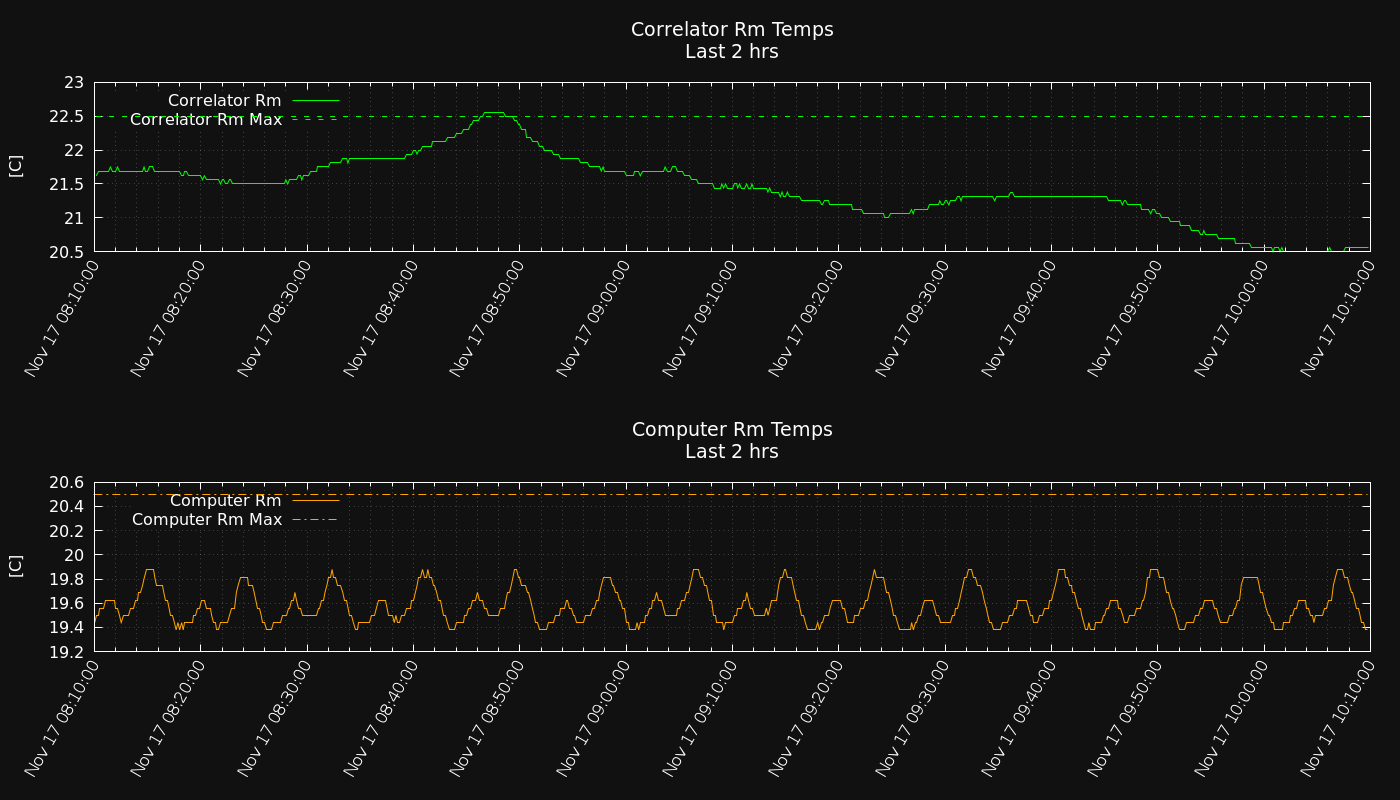 Correlator Rm Temps
Last 2 hrs
23
Correlator Rm
22.5
Correlator Rm Max
22
[C]
21.5
21
20.5
Nov 17 08:10:00
Nov 17 08:20:00
Nov 17 08:30:00
Nov 17 08:40:00
Nov 17 08:50:00
Nov 17 09:00:00
Nov 17 09:10:00
Nov 17 09:20:00
Nov 17 09:30:00
Nov 17 09:40:00
Nov 17 09:50:00
Nov 17 10:00:00
Nov 17 10:10:00
Computer Rm Temps
Last 2 hrs
20.6
Computer Rm
20.4
Computer Rm Max
20.2
20
[C]
19.8
19.6
19.4
19.2
Nov 17 08:10:00
Nov 17 08:20:00
Nov 17 08:30:00
Nov 17 08:40:00
Nov 17 08:50:00
Nov 17 09:00:00
Nov 17 09:10:00
Nov 17 09:20:00
Nov 17 09:30:00
Nov 17 09:40:00
Nov 17 09:50:00
Nov 17 10:00:00
Nov 17 10:10:00